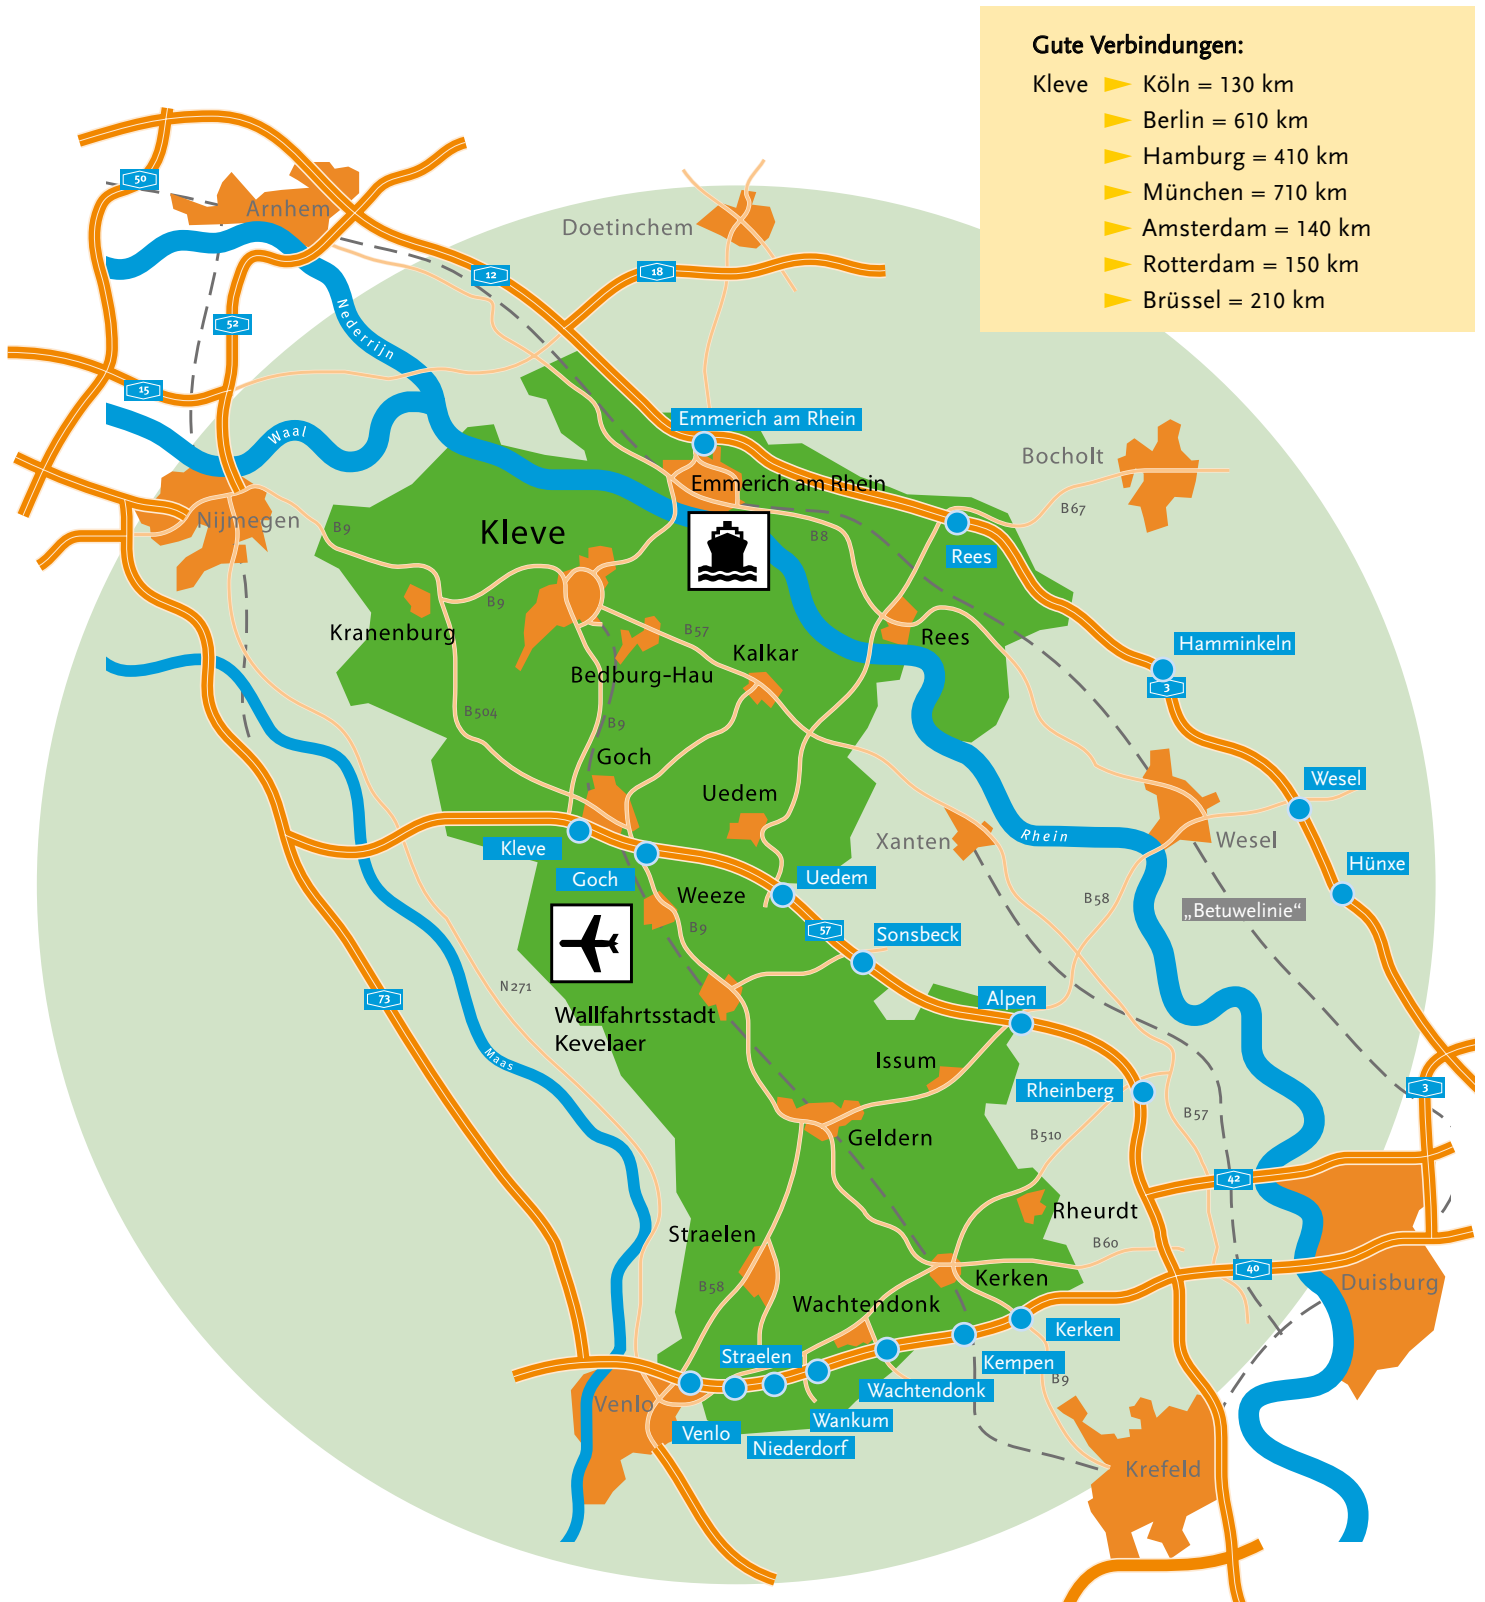 Gute Verbindungen:
Kleve ► Köln = 130 km
► Berlin = 610 km
► Hamburg = 410 km
► München = 710 km
► Amsterdam = 140 km
► Rotterdam = 150 km
► Brüssel = 210 km
50
Arnhem
Doetinchem
12
18
Nederrijn
52
15
Waal
Emmerich am Rhein
Emmerich am Rhein
Bocholt
B67
Nijmegen
B9
Kleve
B8
Rees
B9
Kranenburg
B57
Rees
Kalkar
Hamminkeln
3
Bedburg-Hau
B504
B9
Goch
Uedem
Wesel
Rhein
Xanten
Wesel
Kleve
Hünxe
Goch
Uedem
Weeze
B58
„Betuwelinie“
B9
57
Sonsbeck
N271
73
Alpen
Wallfahrtsstadt
Kevelaer
Maas
Issum
Rheinberg
3
B57
B510
Geldern
42
Rheurdt
Straelen
B60
40
B58
Kerken
Duisburg
Wachtendonk
Kerken
Straelen
Kempen
B9
Wachtendonk
Venlo
Wankum
Venlo
Niederdorf
Krefeld